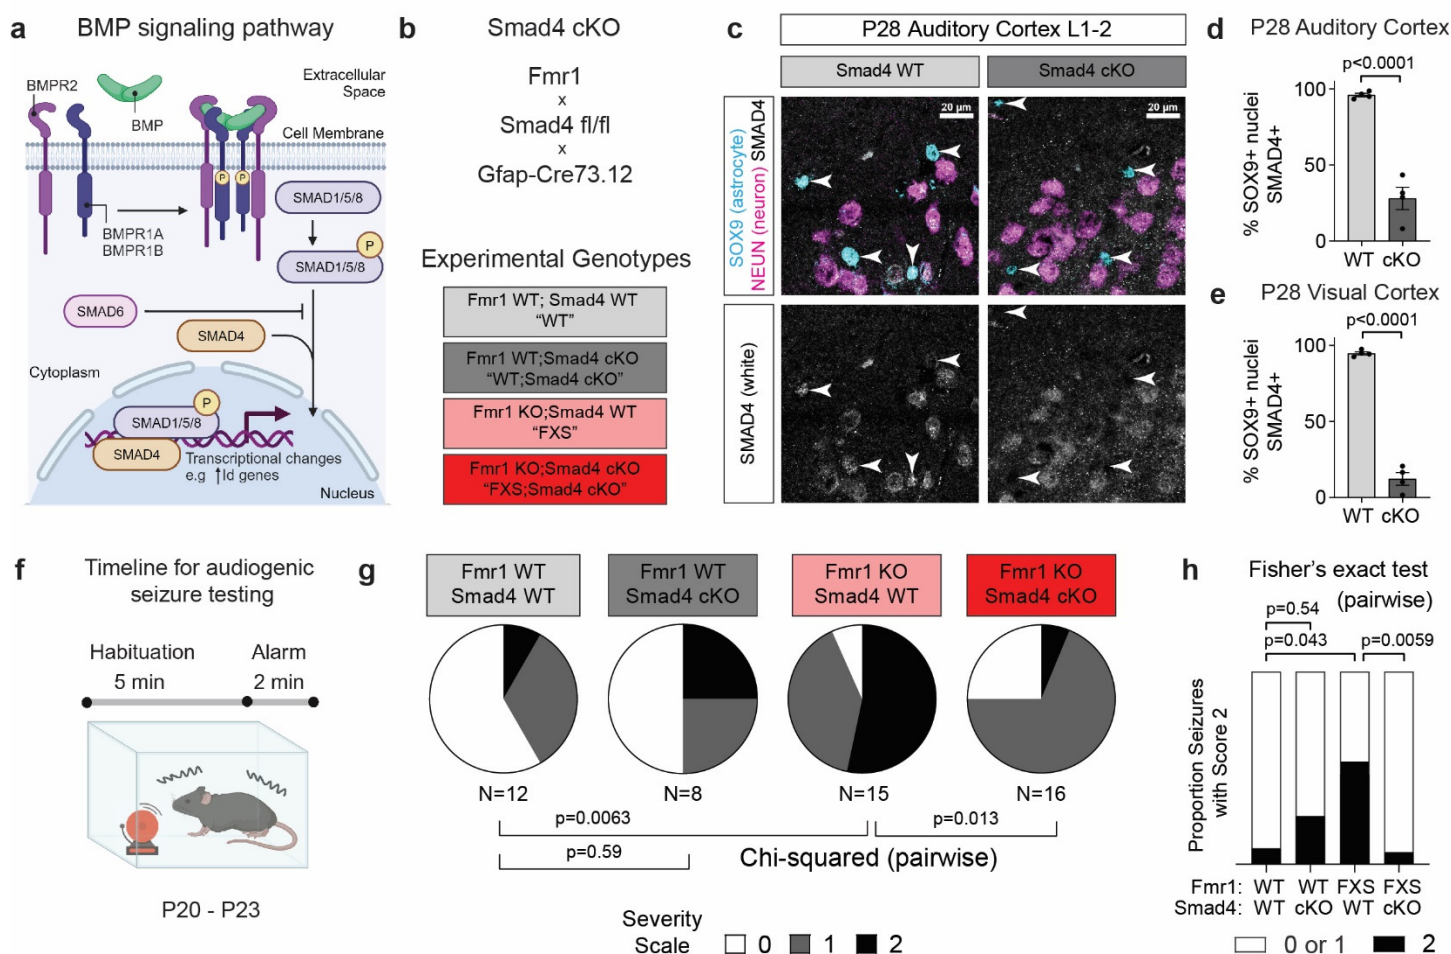 a
BMP signaling pathway
BMPR2
BMP
Extracellular
Space
Cell Membrane
P
P
BMPR1A
BMPR1B
SMAD1/5/8
P
SMAD1/5/8
SMAD6
SMAD4
Cytoplasm
P
SMAD1/5/8
SMAD4
Transcriptional changes
e.g ↑Id genes
Nucleus
b
Smad4 cKO
Fmr1
x
Smad4 fl/fl
x
Gfap-Cre73.12
Experimental Genotypes
Fmr1 WT; Smad4 WT
“WT”
Fmr1 WT;Smad4 cKO
“WT;Smad4 cKO”
Fmr1 KO;Smad4 WT
“FXS”
Fmr1 KO;Smad4 cKO
“FXS;Smad4 cKO”
c
P28 Auditory Cortex L1-2
Smad4 WT
Smad4 cKO
SOX9 (astrocyte)
NEUN (neuron) SMAD4
20 µm
20 µm
SMAD4 (white)
d
P28 Auditory Cortex
p<0.0001
% SOX9+ nuclei
SMAD4+
100
50
0
WT cKO
e
P28 Visual Cortex
p<0.0001
% SOX9+ nuclei
SMAD4+
100
50
0
WT cKO
f
Timeline for audiogenic
seizure testing
Habituation
5 min
Alarm
2 min
P20 - P23
g
Fmr1 WT
Smad4 WT
Fmr1 WT
Smad4 cKO
Fmr1 KO
Smad4 WT
Fmr1 KO
Smad4 cKO
N=12
N=8
N=15
N=16
p=0.0063
p=0.013
p=0.59
Chi-squared (pairwise)
Severity
Scale
0 1 2
h
Fisher’s exact test
(pairwise)
p=0.54
p=0.043
p=0.0059
Proportion Seizures
with Score 2
Fmr1: WT WT FXS FXS
Smad4: WT cKO WT cKO
0 or 1 2